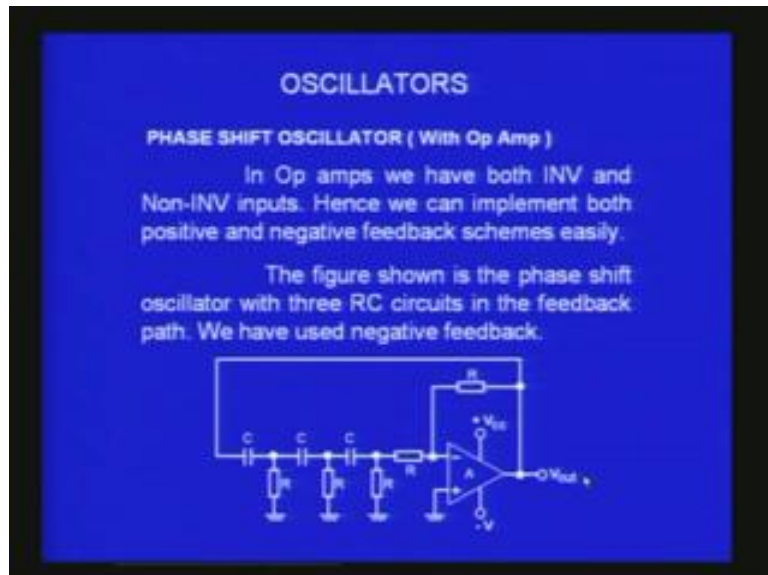 OSCILLATORS
PHASE SHIFT OSCILLATOR ( With Op Amp )
In Op amps we have both INV and
Non-INV inputs. Hence we can implement both
positive and negative feedback schemes easily.
The figure shown is the phase shift
oscillator with three RC circuits in the feedback
path. We have used negative feedback.
R
+ Vcc
C C C
R
R R R
- +
A
Vout
-V